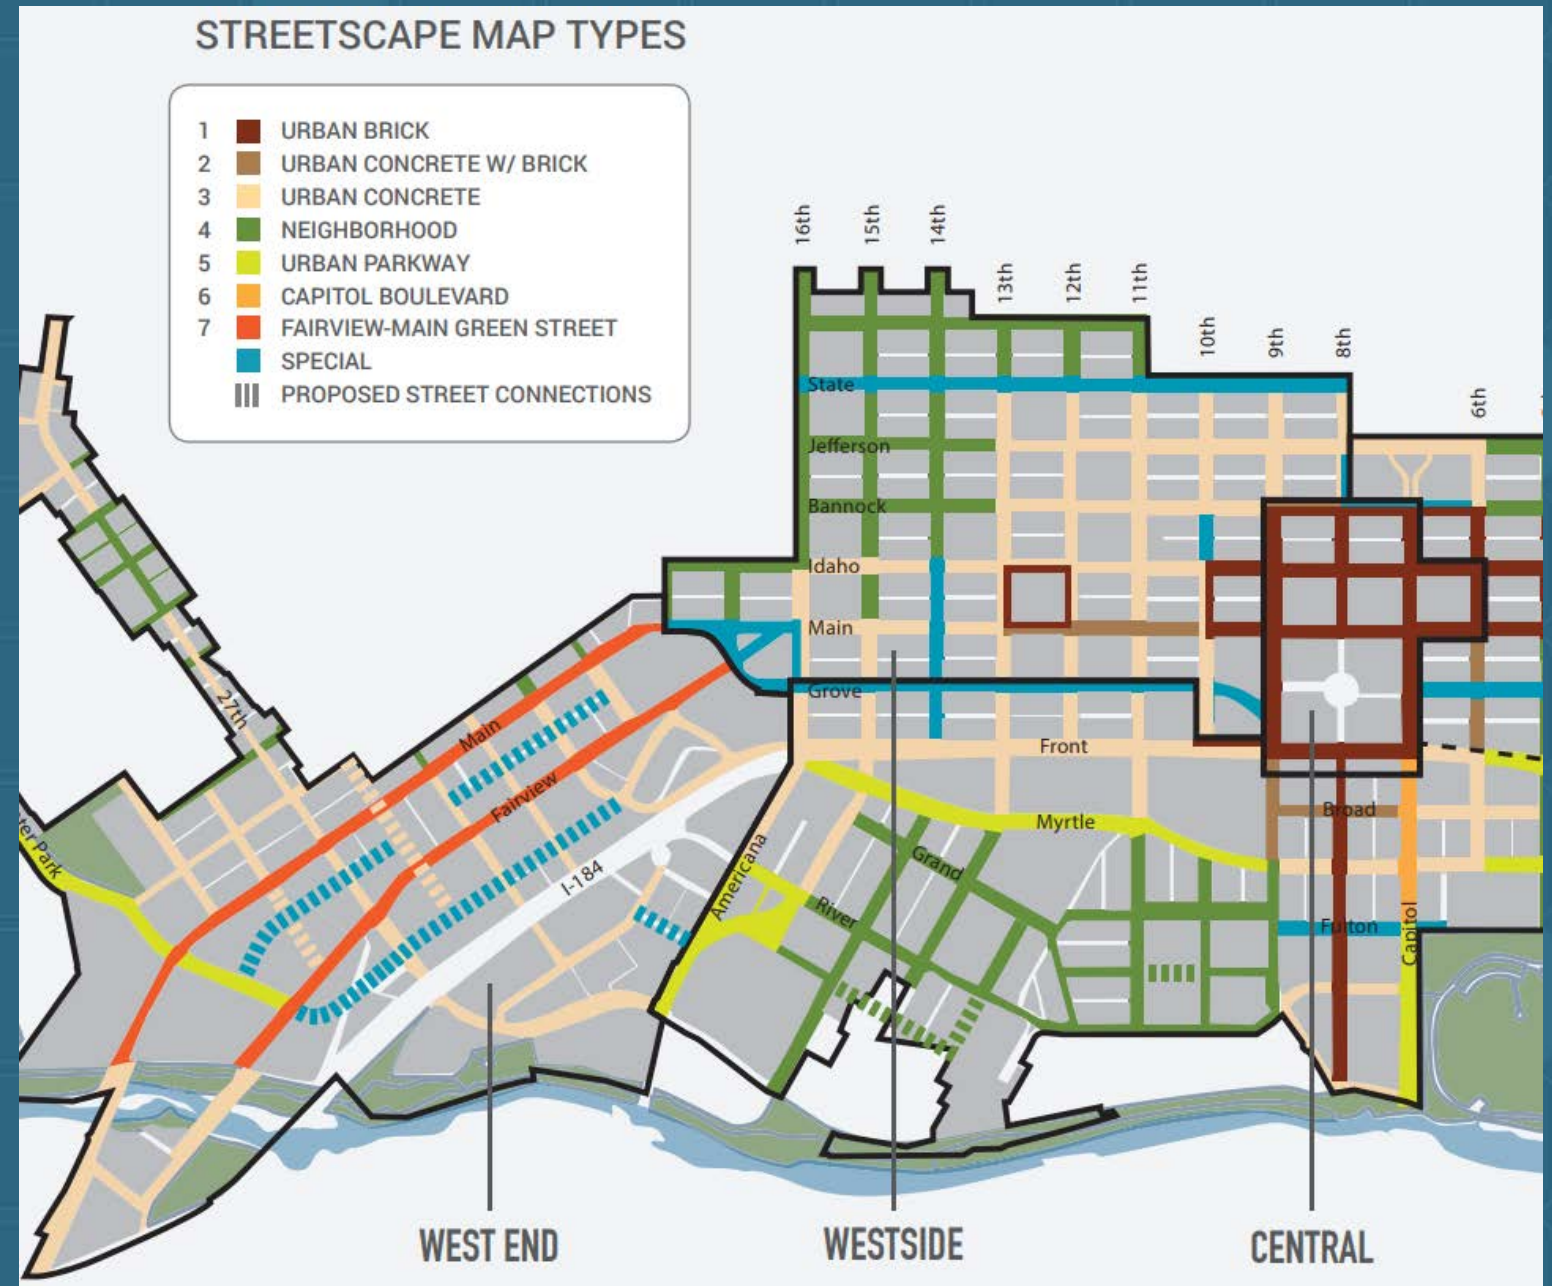 STREETSCAPE MAP TYPES
1 URBAN BRICK
2 URBAN CONCRETE W/ BRICK
3 URBAN CONCRETE
4 NEIGHBORHOOD
5 URBAN PARKWAY
6 CAPITOL BOULEVARD
7 FAIRVIEW-MAIN GREEN STREET
SPECIAL
PROPOSED STREET CONNECTIONS
16th
15th
14th
13th
12th
11th
10th
9th
8th
6th
State
Jefferson
Bannock
Idaho
Main
Grove
Front
27th
Main
Fairview
I-184
ter Park
Americana
Myrtle
Grand
River
Broad
Fulton
Capitol
WEST END
WESTSIDE
CENTRAL